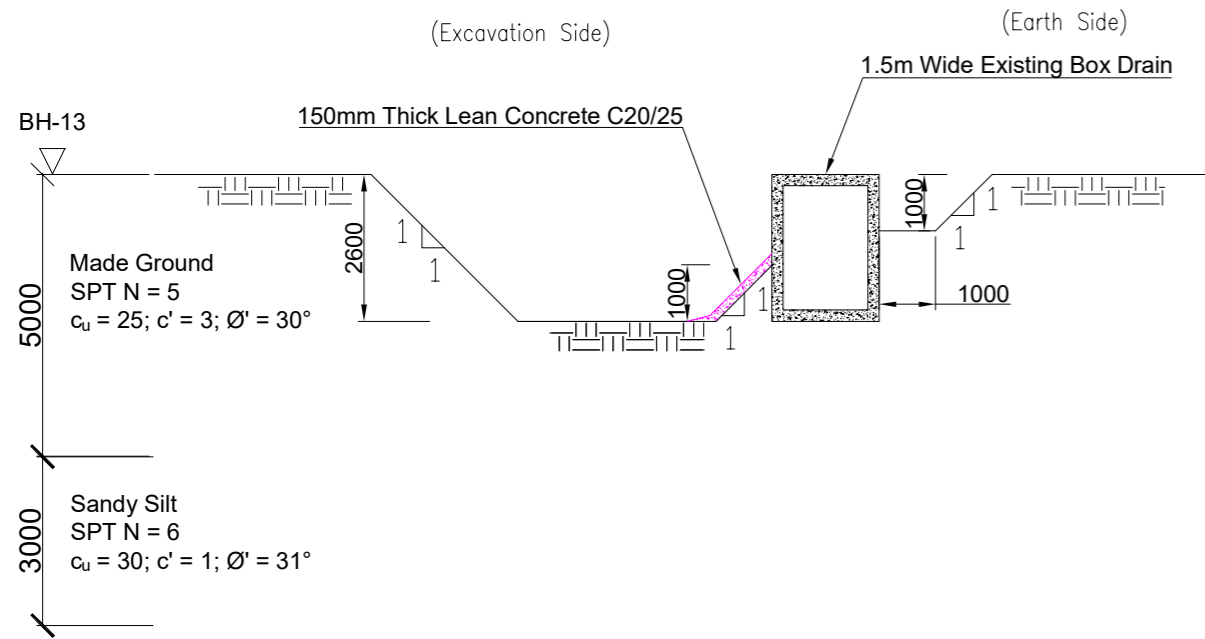 (Excavation Side)
(Earth Side)
1.5m Wide Existing Box Drain
150mm Thick Lean Concrete C20/25
BH-13
1
1
2600
1000
1
1
1000
1
1
1000
5000
Made Ground
SPT N = 5
cᵤ = 25; c' = 3; Ø' = 30°
3000
Sandy Silt
SPT N = 6
cᵤ = 30; c' = 1; Ø' = 31°